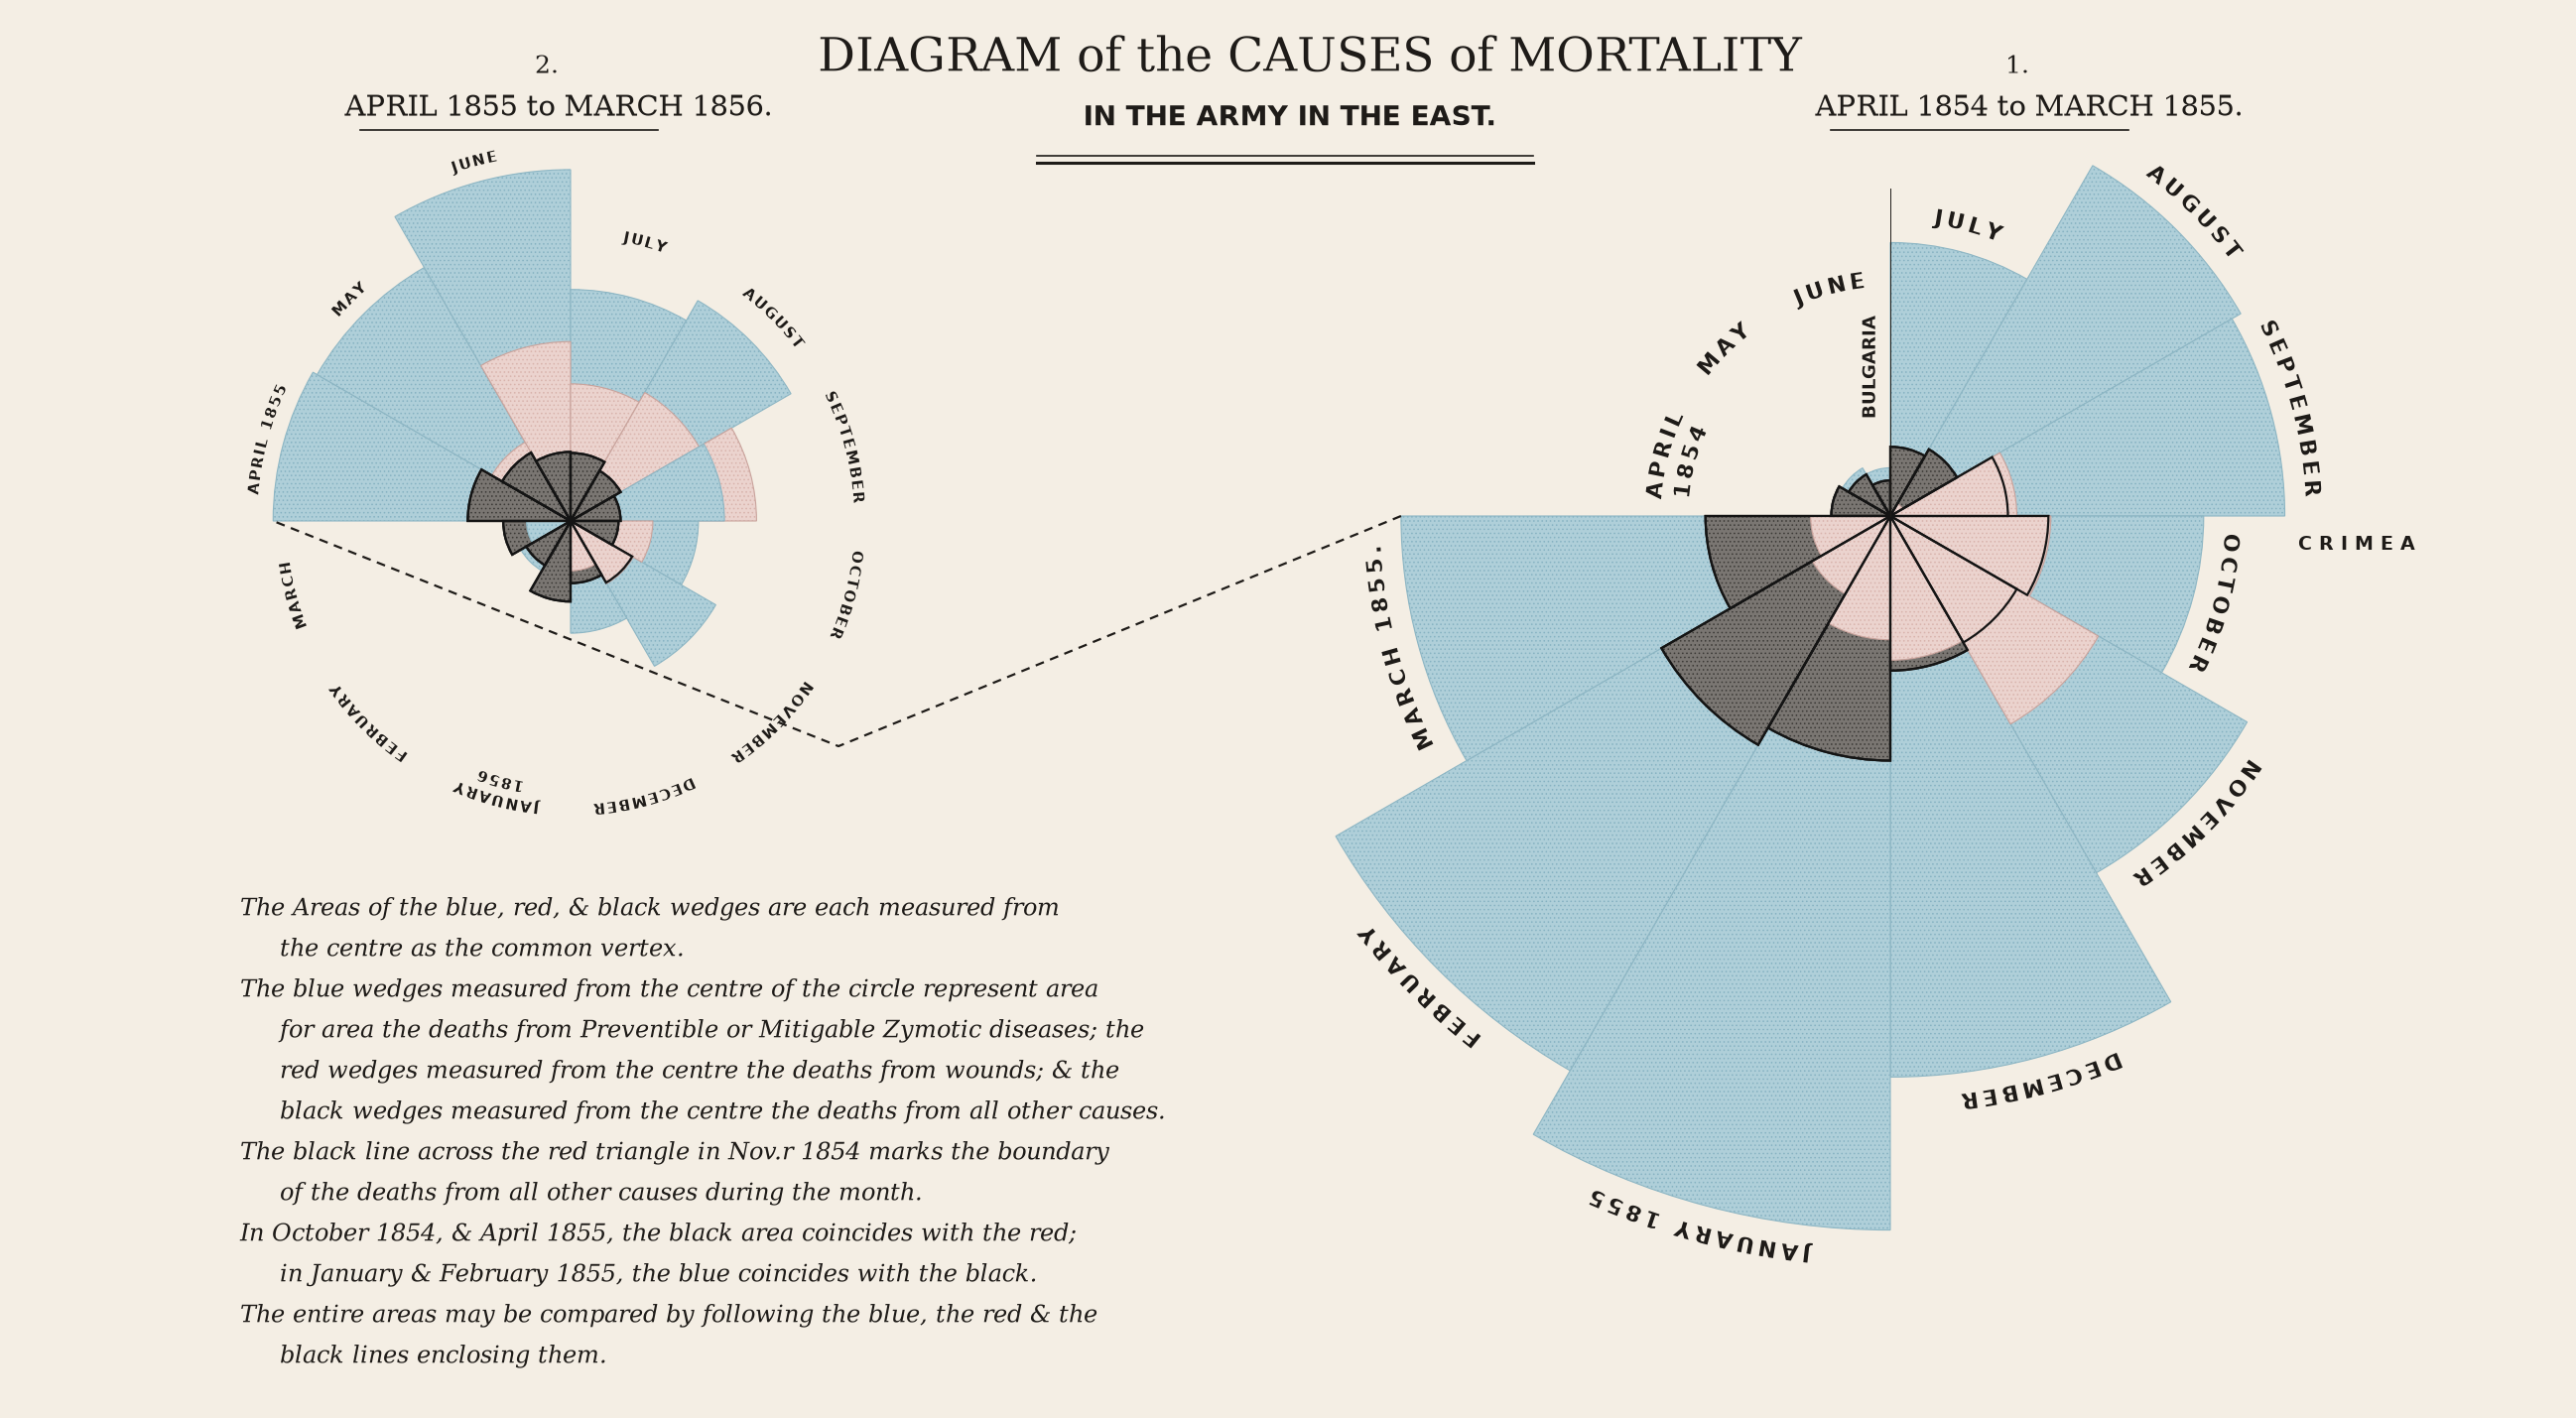 DIAGRAM of the CAUSES of MORTALITY
IN THE ARMY IN THE EAST.
2.
APRIL 1855 to MARCH 1856.
1.
APRIL 1854 to MARCH 1855.
APRIL 1855
MAY
JUNE
JULY
AUGUST
SEPTEMBER
OCTOBER
NOVEMBER
DECEMBER
JANUARY
1856
FEBRUARY
MARCH
APRIL
1854
MAY
JUNE
BULGARIA
JULY
AUGUST
SEPTEMBER
CRIMEA
OCTOBER
NOVEMBER
DECEMBER
JANUARY 1855
FEBRUARY
MARCH 1855.
The Areas of the blue, red, & black wedges are each measured from
the centre as the common vertex.
The blue wedges measured from the centre of the circle represent area
for area the deaths from Preventible or Mitigable Zymotic diseases; the
red wedges measured from the centre the deaths from wounds; & the
black wedges measured from the centre the deaths from all other causes.
The black line across the red triangle in Nov.r 1854 marks the boundary
of the deaths from all other causes during the month.
In October 1854, & April 1855, the black area coincides with the red;
in January & February 1855, the blue coincides with the black.
The entire areas may be compared by following the blue, the red & the
black lines enclosing them.